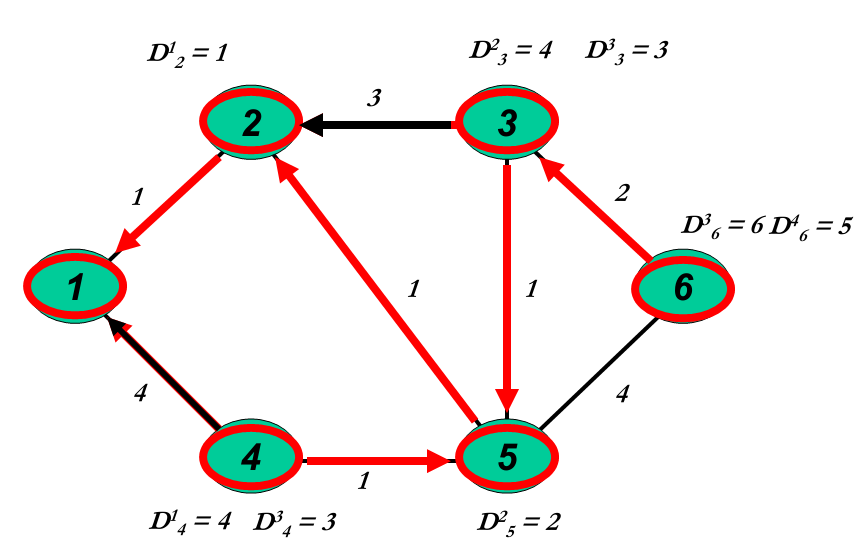 D¹₂ = 1
D²₃ = 4 D³₃ = 3
3
2
3
1
2
D³₆ = 6 D⁴₆ = 5
1
1
1
6
4
4
4
5
1
D¹₄ = 4 D³₄ = 3
D²₅ = 2